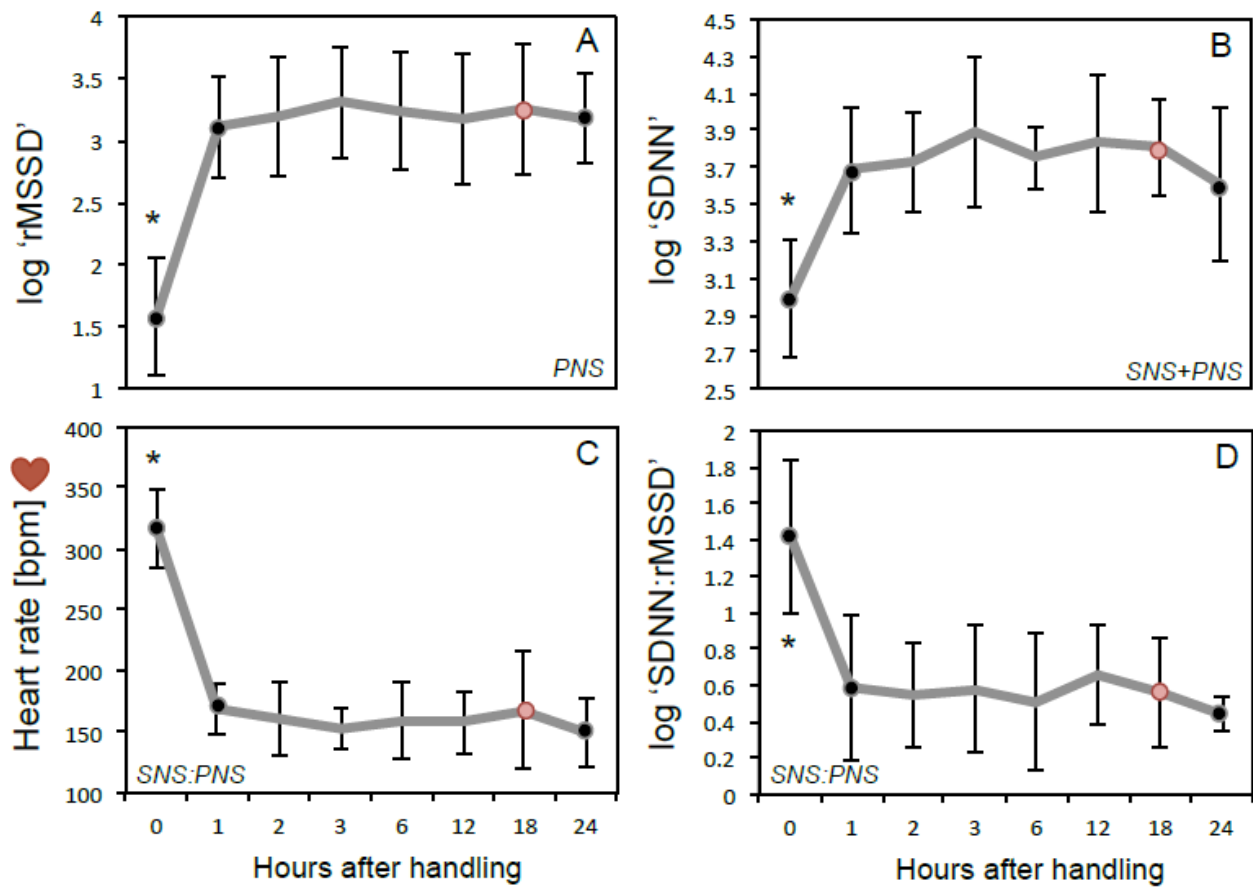 A
log ‘rMSSD’
4
3.5
3
2.5
2
1.5
1
*
PNS
B
log ‘SDNN’
4.5
4.3
4.1
3.9
3.7
3.5
3.3
3.1
2.9
2.7
2.5
*
SNS+PNS
C
Heart rate [bpm]
400
350
300
250
200
150
100
*
SNS:PNS
0 1 2 3 6 12 18 24
Hours after handling
D
log ‘SDNN:rMSSD’
2
1.8
1.6
1.4
1.2
1
0.8
0.6
0.4
0.2
0
*
SNS:PNS
0 1 2 3 6 12 18 24
Hours after handling